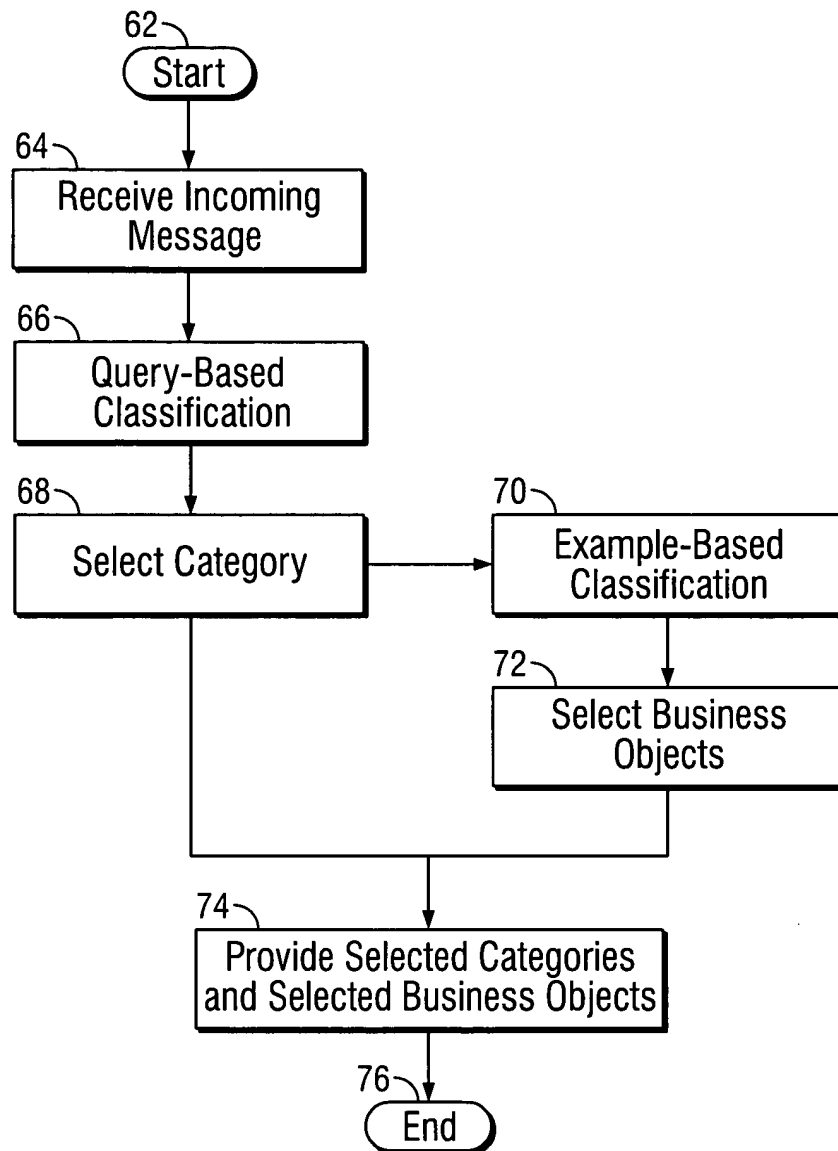 62
Start
64
Receive Incoming
Message
66
Query-Based
Classification
68
Select Category
70
Example-Based
Classification
72
Select Business
Objects
74
Provide Selected Categories
and Selected Business Objects
76
End